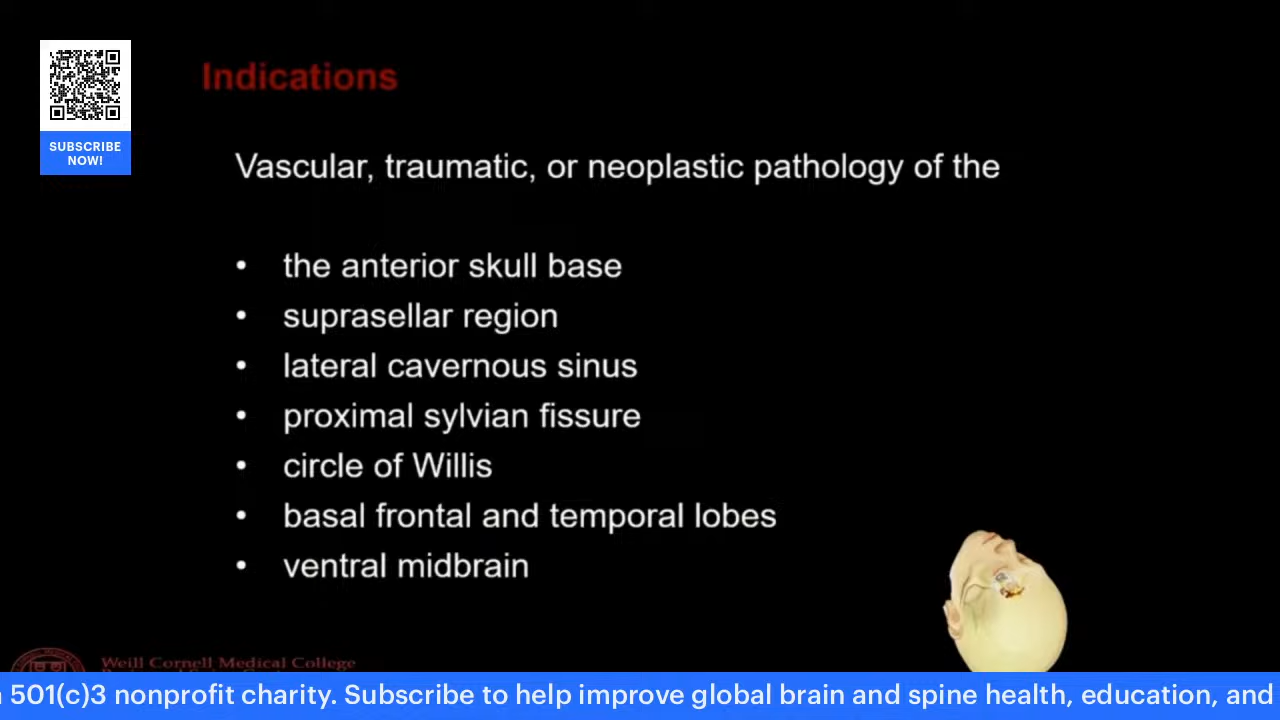 SUBSCRIBE
NOW!
Indications
Vascular, traumatic, or neoplastic pathology of the
• the anterior skull base
• suprasellar region
• lateral cavernous sinus
• proximal sylvian fissure
• circle of Willis
• basal frontal and temporal lobes
• ventral midbrain
Weill Cornell Medical College
501(c)3 nonprofit charity. Subscribe to help improve global brain and spine health, education, and